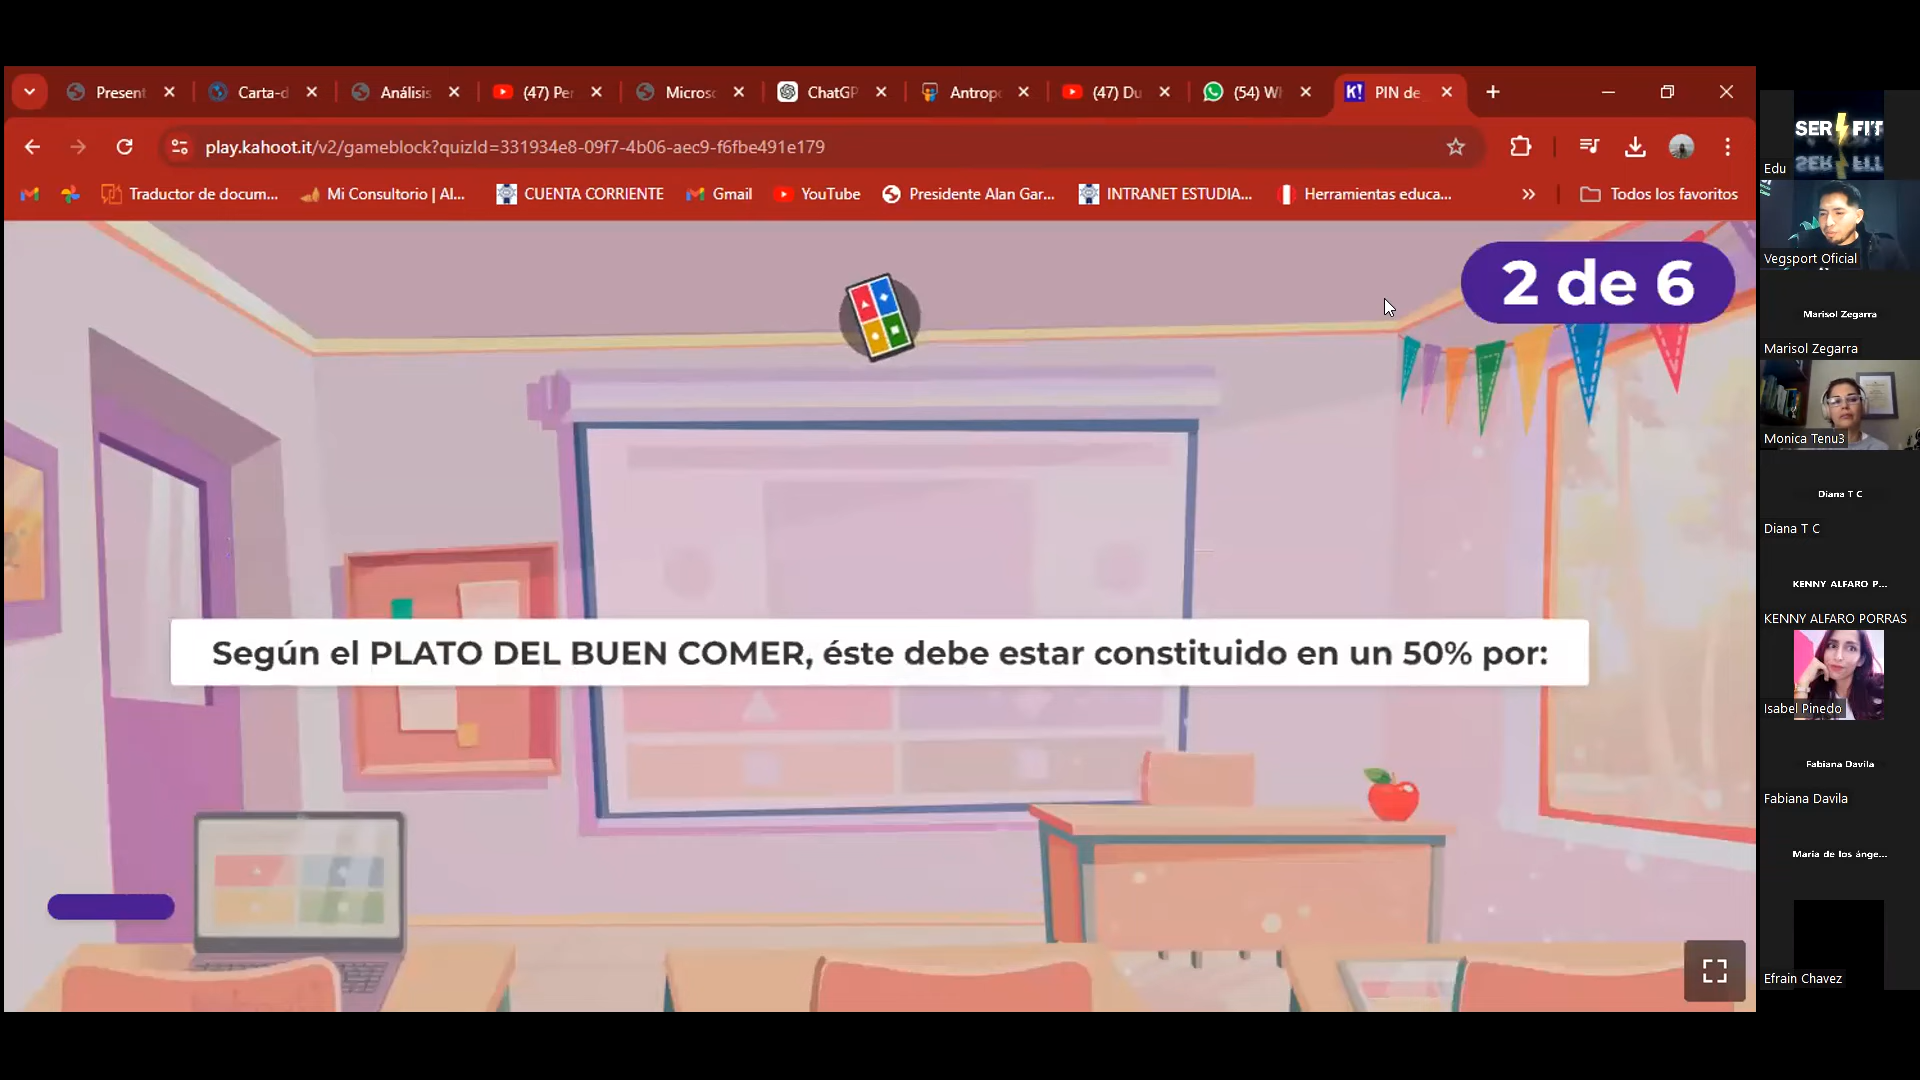 Present
Carta-d
Análisis
(47) Per
Microsc
ChatGP
Antropo
(47) Du
(54) Wh
K! PIN de
play.kahoot.it/v2/gameblock?quizId=331934e8-09f7-4b06-aec9-f6fbe491e179
Traductor de docum...
Mi Consultorio | Al...
CUENTA CORRIENTE
Gmail
YouTube
Presidente Alan Gar...
INTRANET ESTUDIA...
Herramientas educa...
»
Todos los favoritos
2 de 6
Según el PLATO DEL BUEN COMER, éste debe estar constituido en un 50% por:
SER FIT
Edu
Vegsport Oficial
Marisol Zegarra
Marisol Zegarra
Monica Tenu3
Diana T C
Diana T C
KENNY ALFARO P...
KENNY ALFARO PORRAS
Isabel Pinedo
Fabiana Davila
Fabiana Davila
Maria de los ánge...
Efrain Chavez